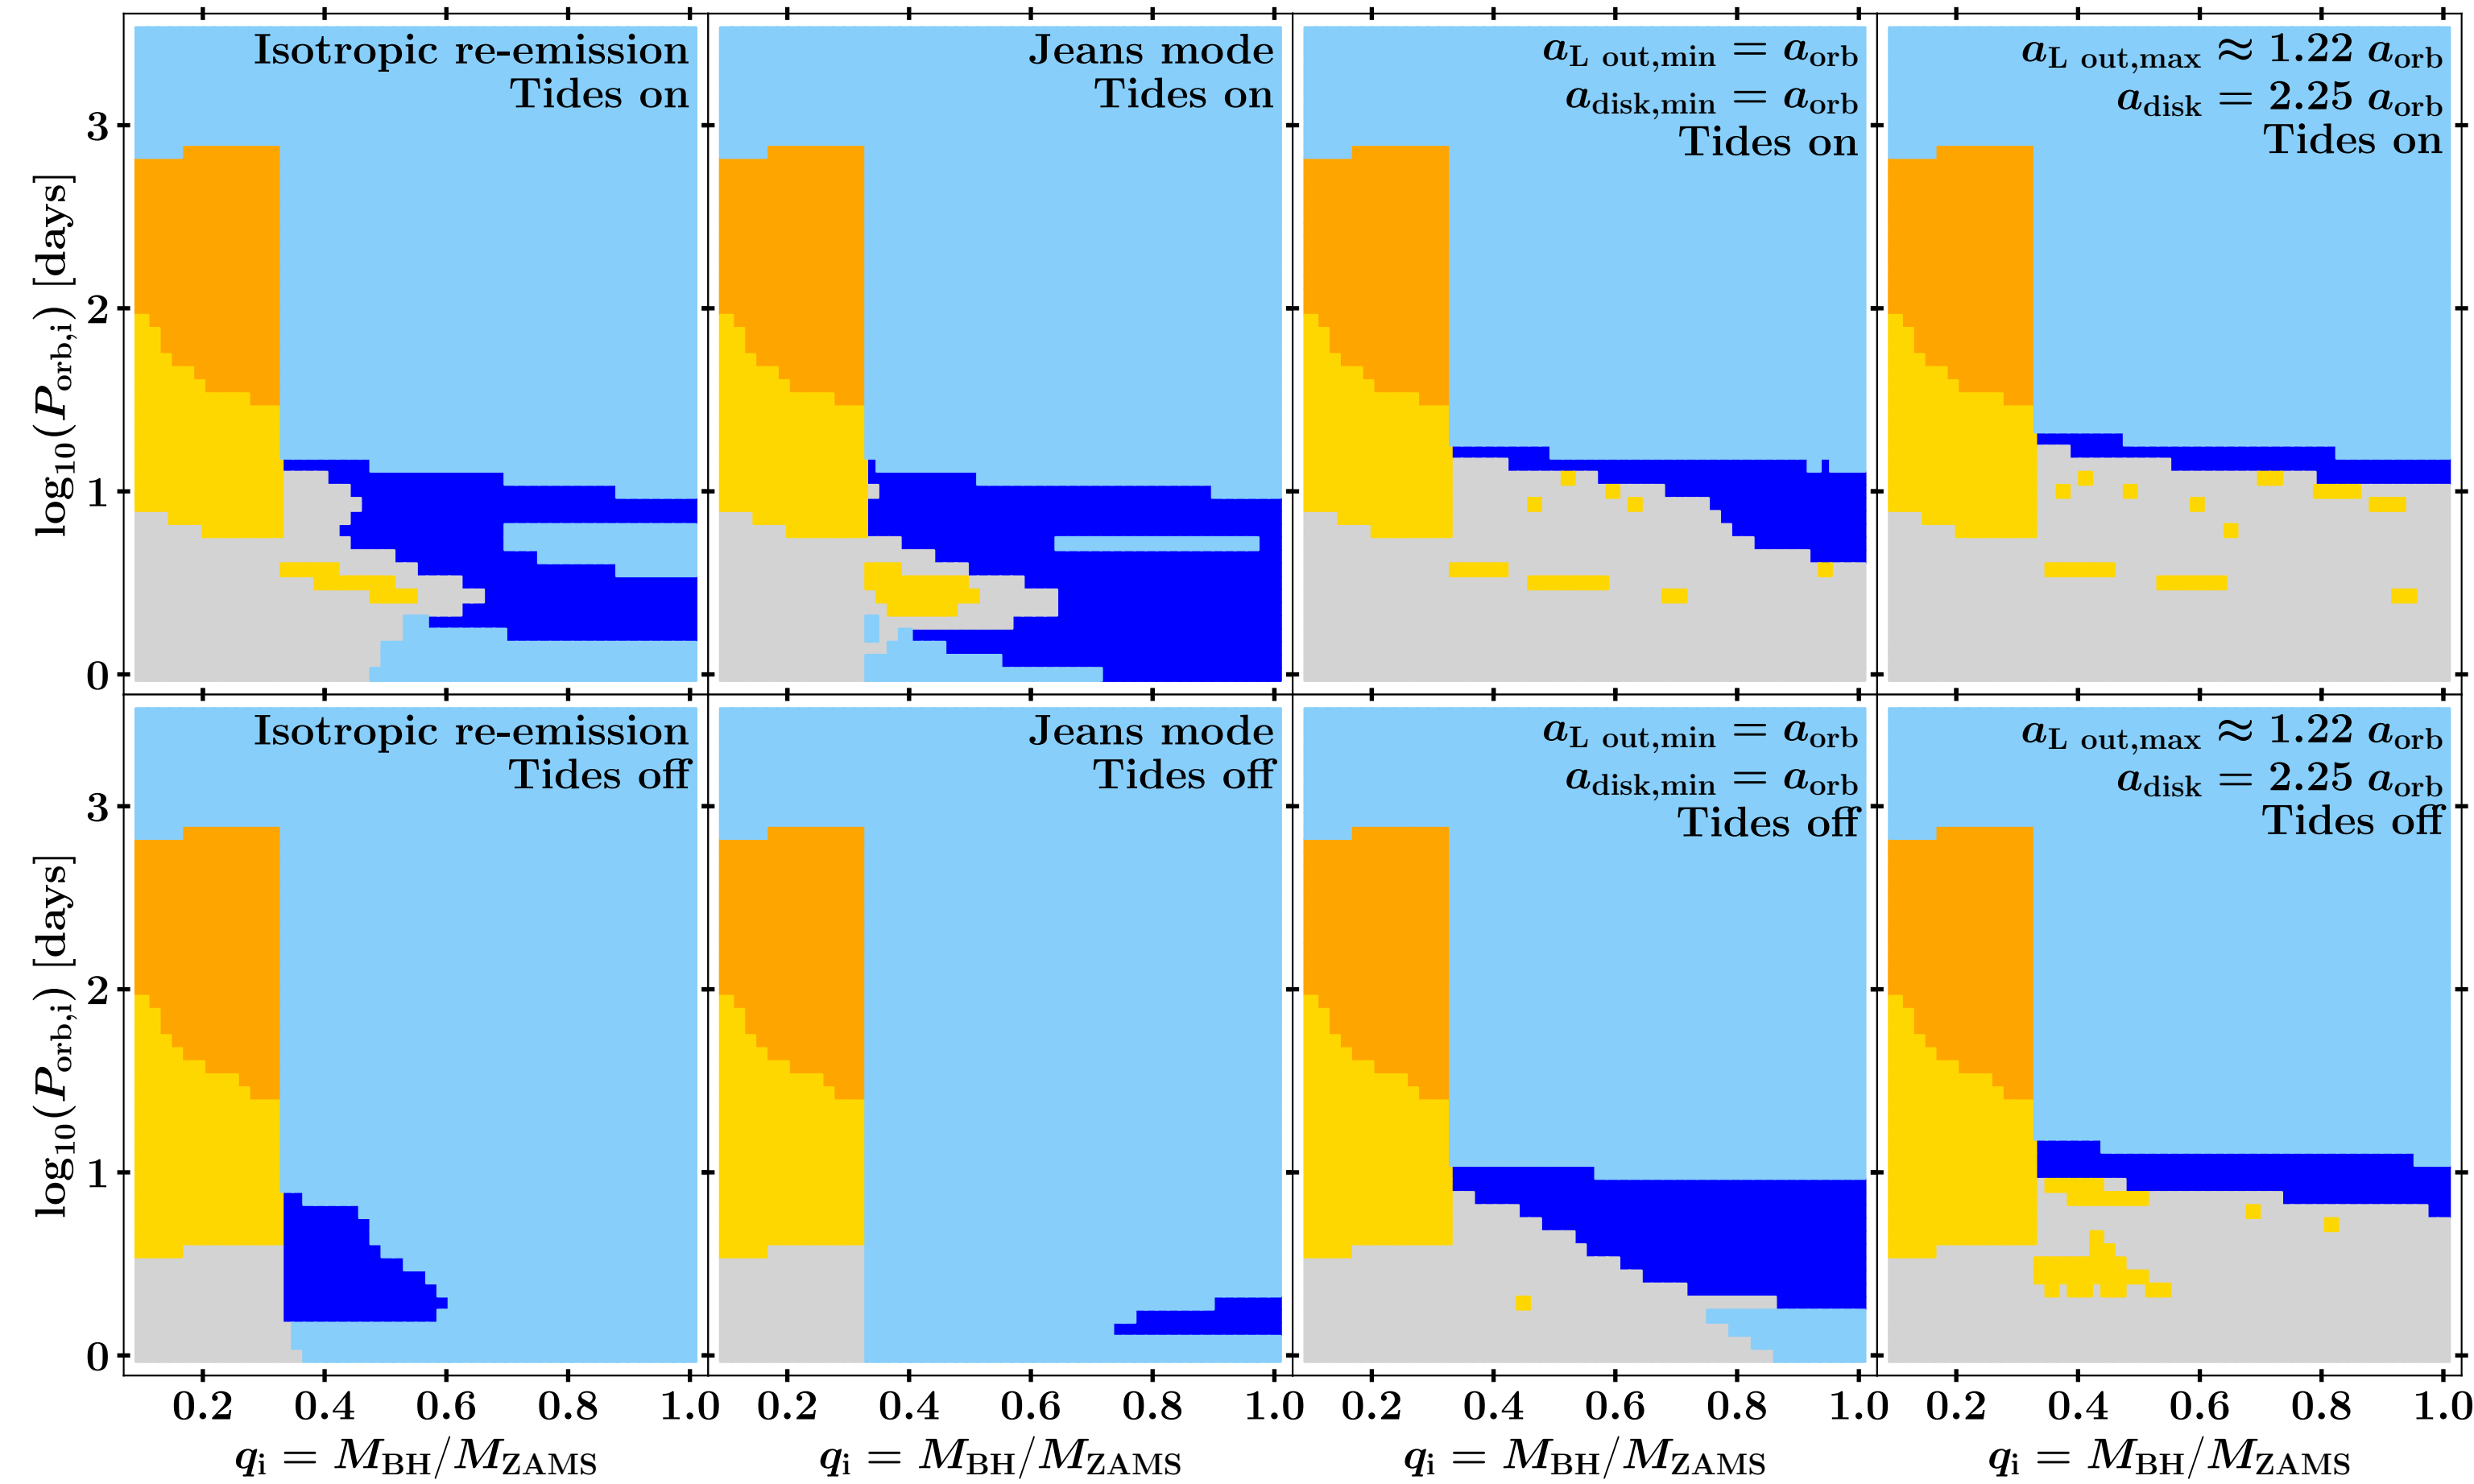 Isotropic re-emission
Tides on
Jeans mode
Tides on
a_L out,min = a_orb
a_disk,min = a_orb
Tides on
a_L out,max ≈ 1.22 a_orb
a_disk = 2.25 a_orb
Tides on
log₁₀(P_orb,i) [days]
3
2
1
0
Isotropic re-emission
Tides off
Jeans mode
Tides off
a_L out,min = a_orb
a_disk,min = a_orb
Tides off
a_L out,max ≈ 1.22 a_orb
a_disk = 2.25 a_orb
Tides off
log₁₀(P_orb,i) [days]
3
2
1
0
0.2 0.4 0.6 0.8 1.0 0.2 0.4 0.6 0.8 1.0 0.2 0.4 0.6 0.8 1.0 0.2 0.4 0.6 0.8 1.0
q_i = M_BH/M_ZAMS q_i = M_BH/M_ZAMS q_i = M_BH/M_ZAMS q_i = M_BH/M_ZAMS